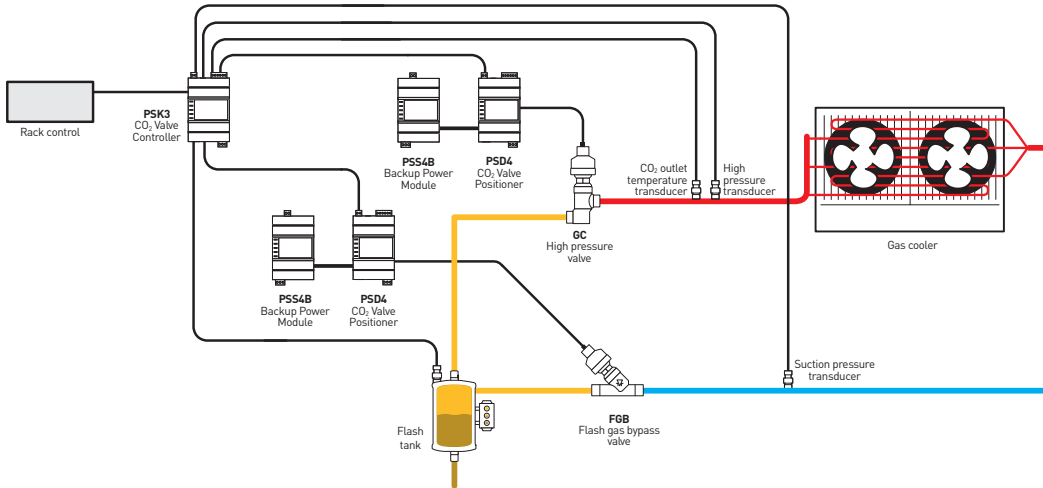 Rack control
PSK3
CO₂ Valve
Controller
PSS4B
Backup Power
Module
PSD4
CO₂ Valve
Positioner
CO₂ outlet
temperature
transducer
High
pressure
transducer
Gas cooler
GC
High pressure
valve
PSS4B
Backup Power
Module
PSD4
CO₂ Valve
Positioner
Suction pressure
transducer
Flash
tank
FGB
Flash gas bypass
valve